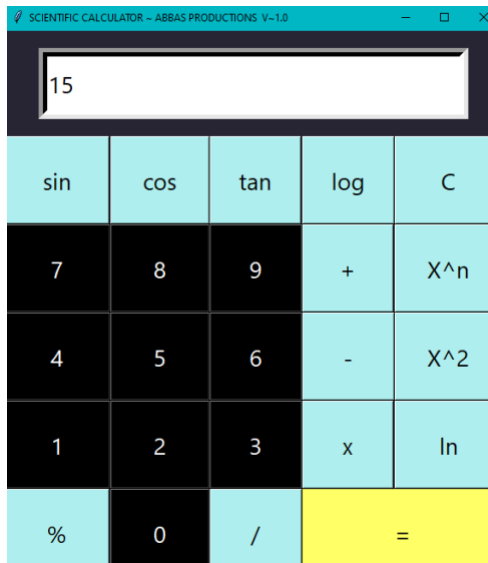 SCIENTIFIC CALCULATOR ~ ABBAS PRODUCTIONS V~1.0
15
sin cos tan log C
7 8 9 + X^n
4 5 6 - X^2
1 2 3 x ln
% 0 / =